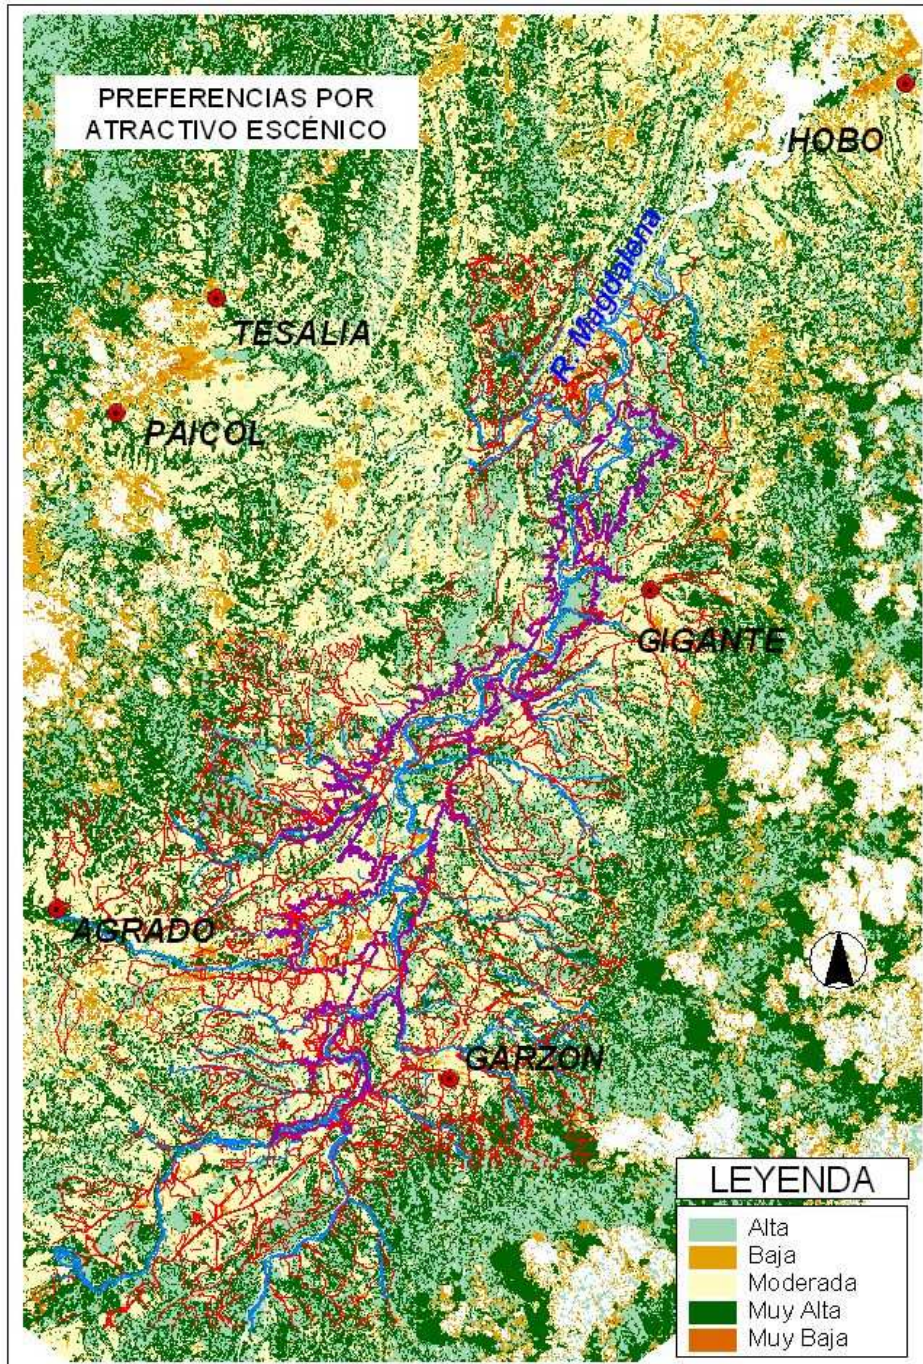 PREFERENCIAS POR
ATRACTIVO ESCÉNICO
HOBO
R. Magdalena
TESALIA
PAICOL
GIGANTE
AGRADO
GARZON
LEYENDA
Alta
Baja
Moderada
Muy Alta
Muy Baja